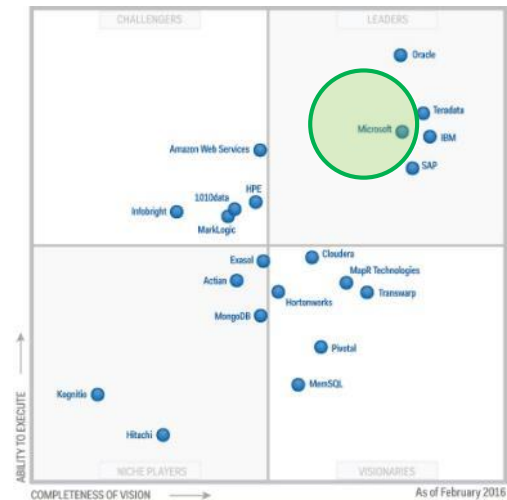 CHALLENGERS
LEADERS
Oracle
Teradata
Microsoft
IBM
Amazon Web Services
SAP
HPE
1010data
Infobright
MarkLogic
Exasol
Cloudera
Actian
MapR Technologies
Hortonworks
Transwarp
MongoDB
Pivotal
MemSQL
Kognitio
Hitachi
ABILITY TO EXECUTE
NICHE PLAYERS
VISIONARIES
COMPLETENESS OF VISION
As of February 2016